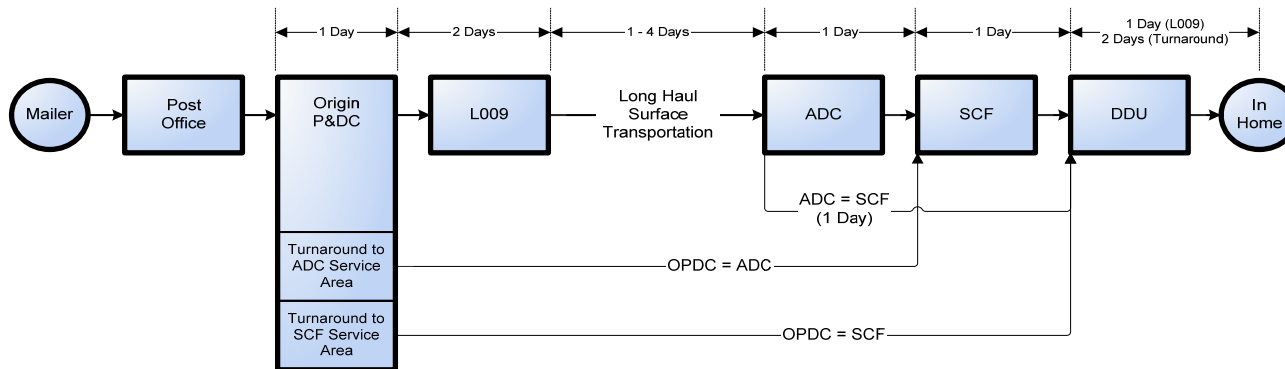 1 Day
2 Days
1 - 4 Days
1 Day
1 Day
1 Day (L009)
2 Days (Turnaround)
Mailer
Post
Office
Origin
P&DC
L009
Long Haul
Surface
Transportation
ADC
SCF
DDU
In
Home
ADC = SCF
(1 Day)
Turnaround to
ADC Service
Area
OPDC = ADC
Turnaround to
SCF Service
Area
OPDC = SCF